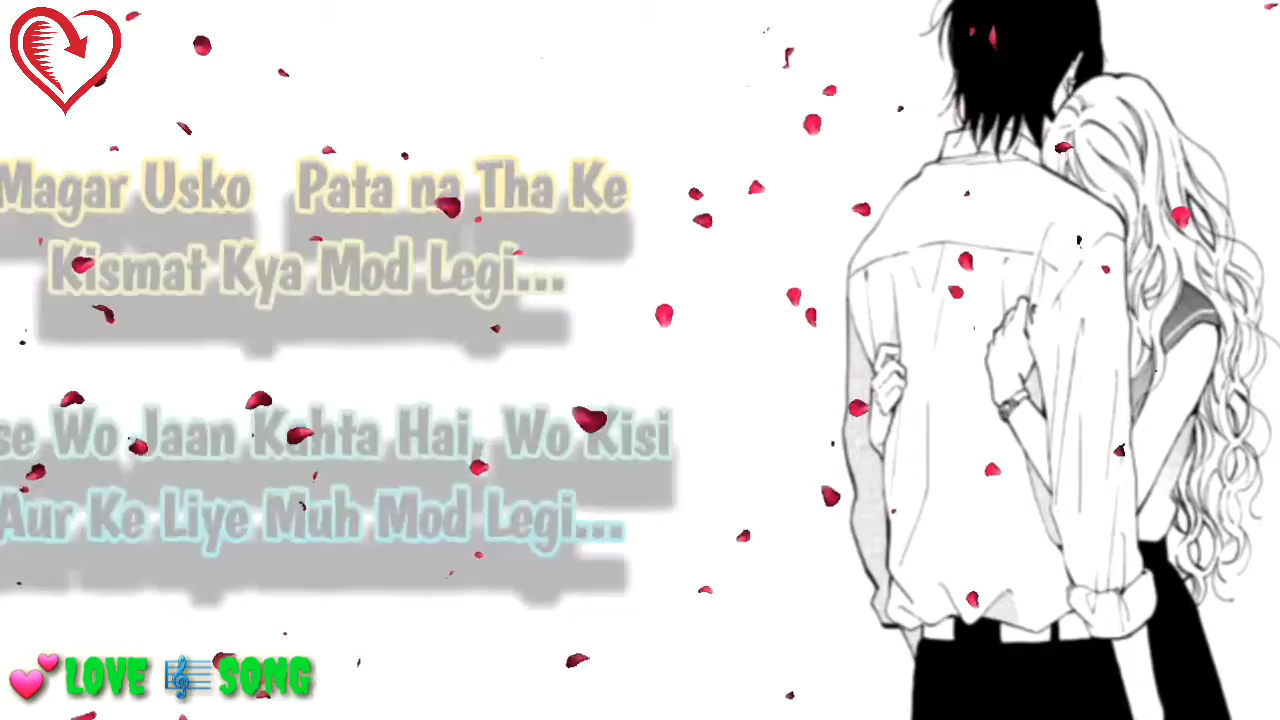 Magar Usko Pata na Tha Ke
Kismat Kya Mod Legi...
se Wo Jaan Kahta Hai, Wo Kisi
Aur Ke Liye Muh Mod Legi...
LOVE SONG